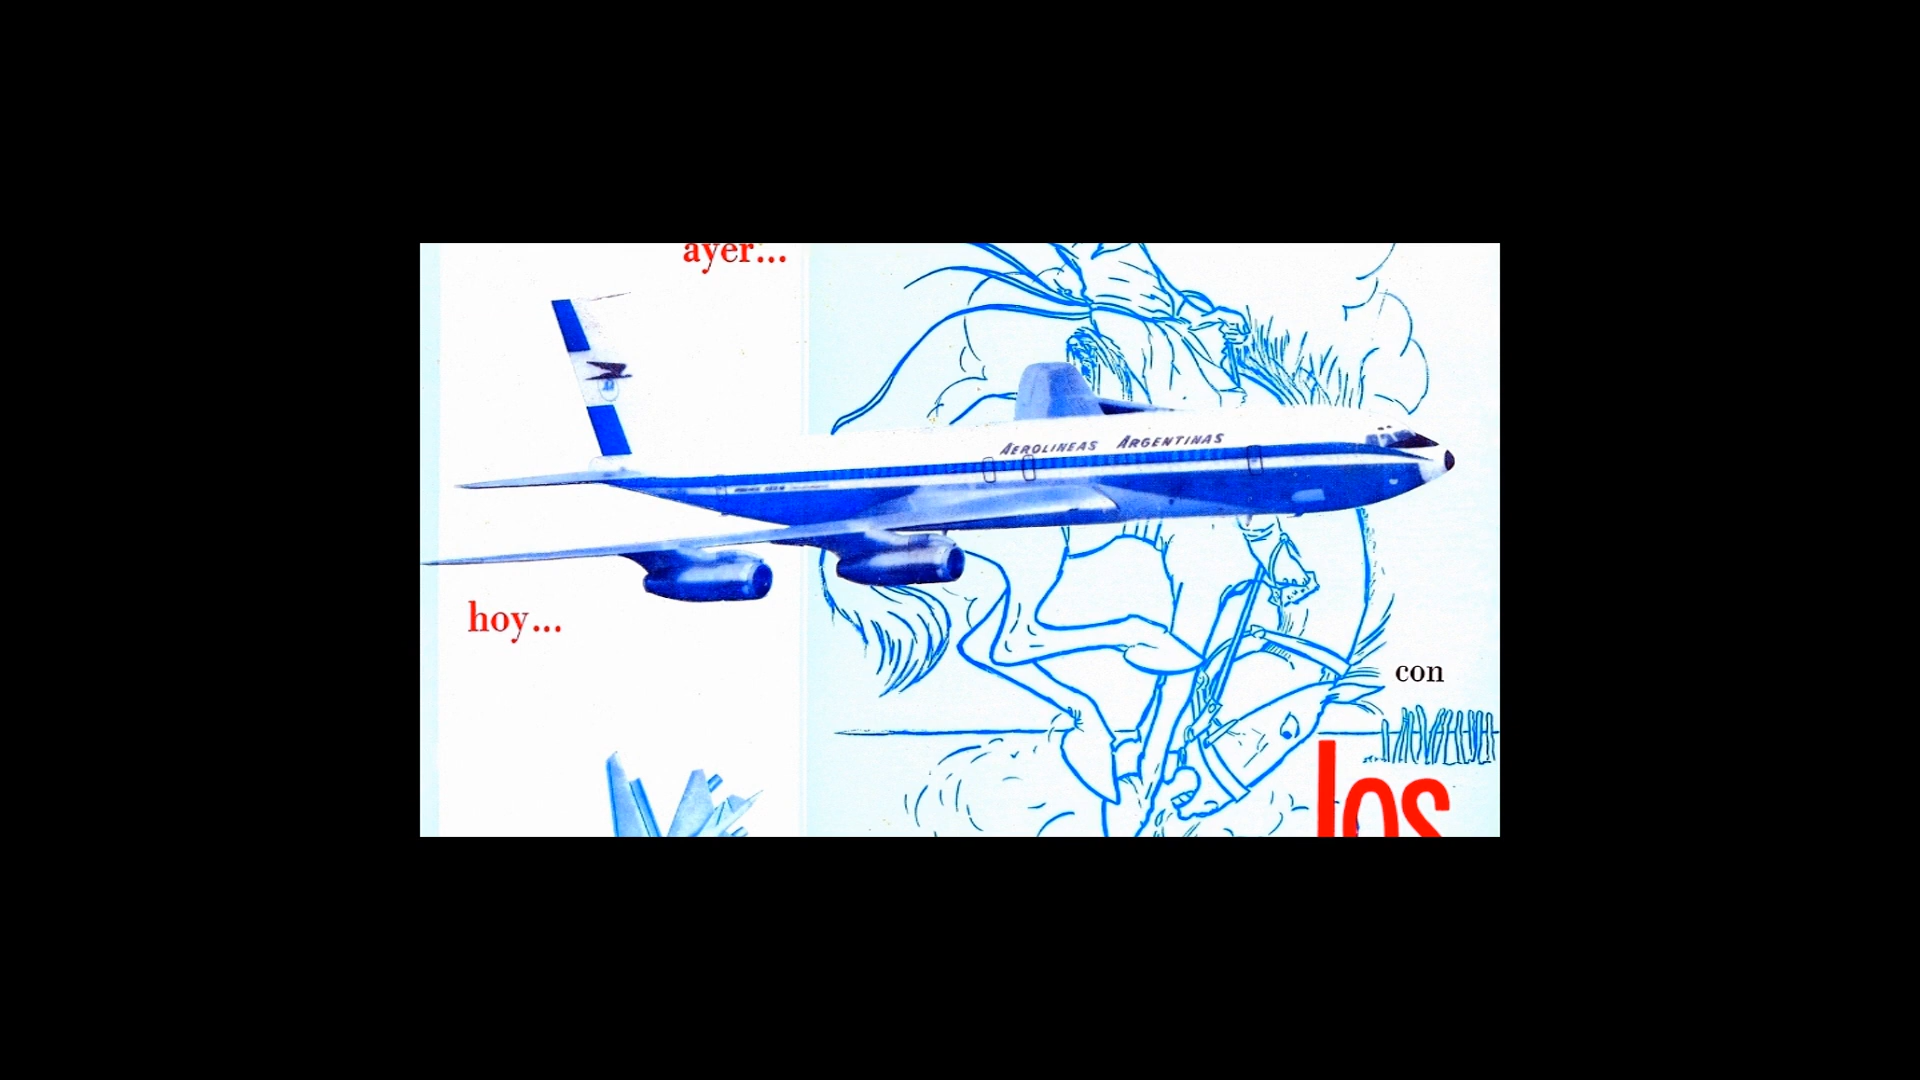 ayer...
AEROLINEAS ARGENTINAS
hoy...
con
los